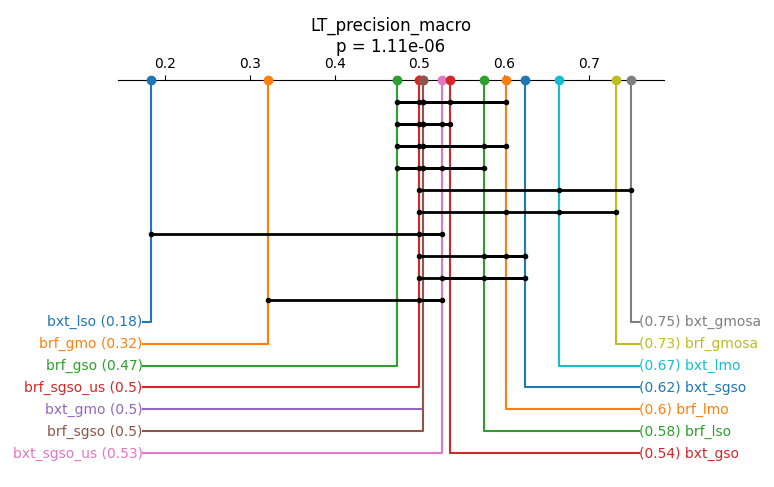 LT_precision_macro
p = 1.11e-06
0.2 0.3 0.4 0.5 0.6 0.7
bxt_lso (0.18) (0.75) bxt_gmosa
brf_gmo (0.32) (0.73) brf_gmosa
brf_gso (0.47) (0.67) bxt_lmo
brf_sgso_us (0.5) (0.62) bxt_sgso
bxt_gmo (0.5) (0.6) brf_lmo
brf_sgso (0.5) (0.58) brf_lso
bxt_sgso_us (0.53) (0.54) bxt_gso